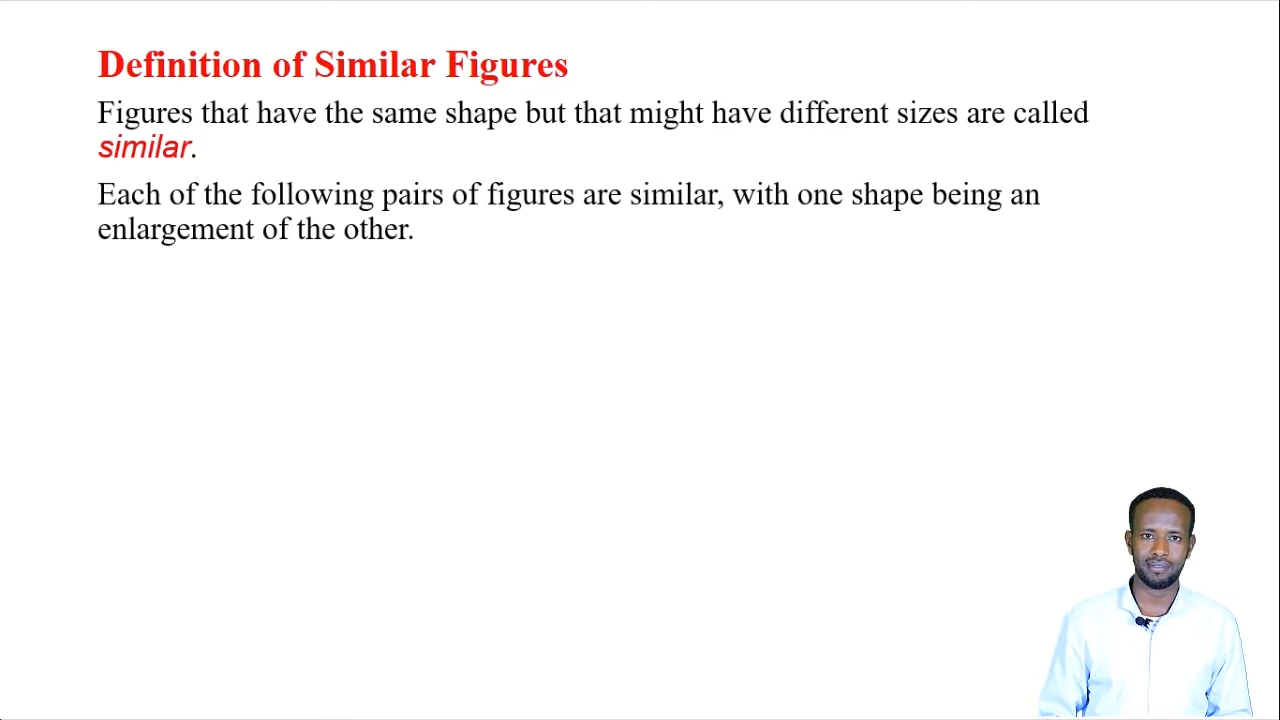 Definition of Similar Figures
Figures that have the same shape but that might have different sizes are called
similar.
Each of the following pairs of figures are similar, with one shape being an
enlargement of the other.